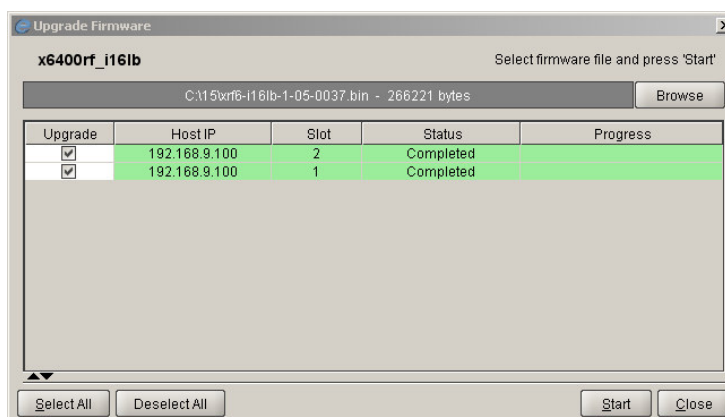 Upgrade Firmware
x6400rf_i16lb Select firmware file and press 'Start'
C:\15\xrf6-i16lb-1-05-0037.bin - 266221 bytes Browse
Upgrade Host IP Slot Status Progress
192.168.9.100 2 Completed
192.168.9.100 1 Completed
Select All Deselect All Start Close